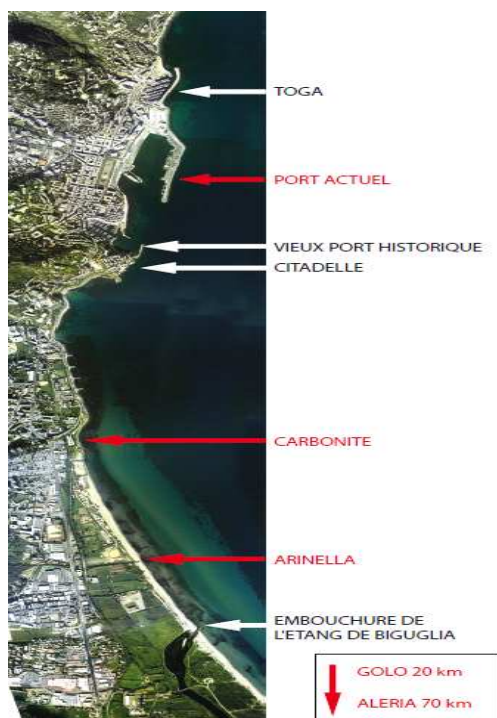 TOGA
PORT ACTUEL
VIEUX PORT HISTORIQUE
CITADELLE
CARBONITE
ARINELLA
EMBOUCHURE DE
L'ETANG DE BIGUGLIA
GOLO 20 km
ALERIA 70 km